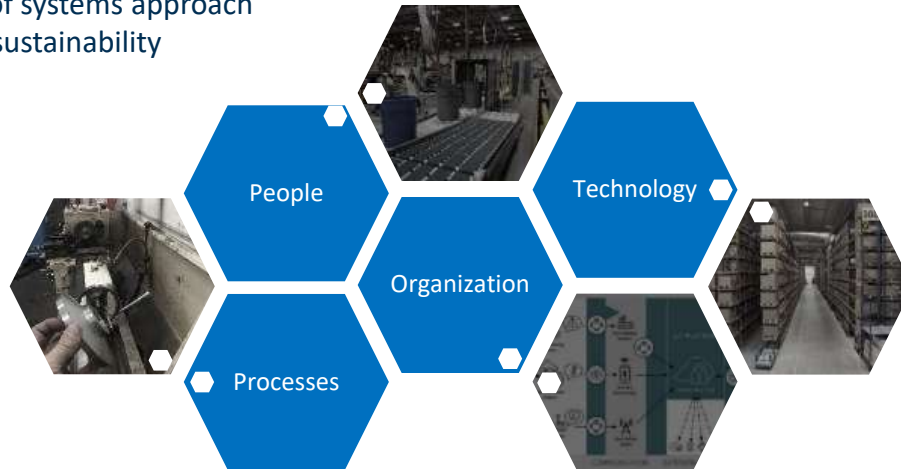 of systems approach
sustainability
People
Technology
Organization
Processes